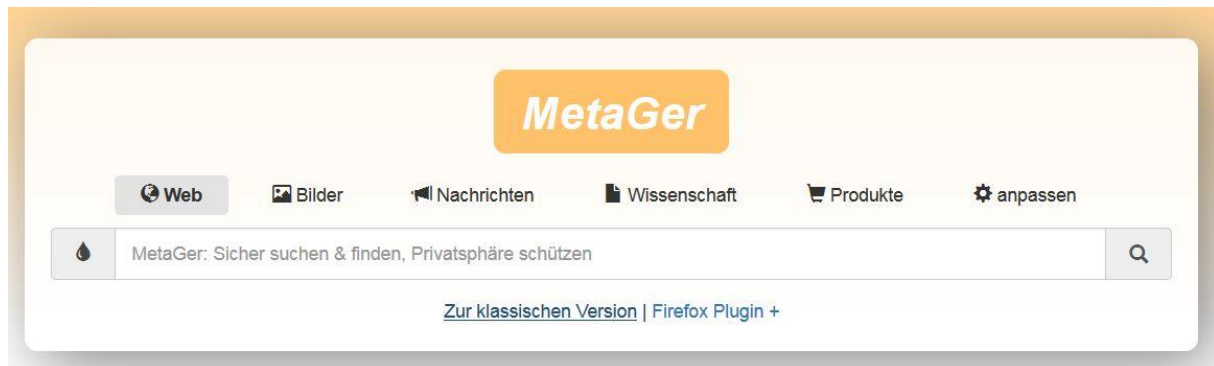 MetaGer
Web Bilder Nachrichten Wissenschaft Produkte anpassen
MetaGer: Sicher suchen & finden, Privatsphäre schützen
Zur klassischen Version | Firefox Plugin +